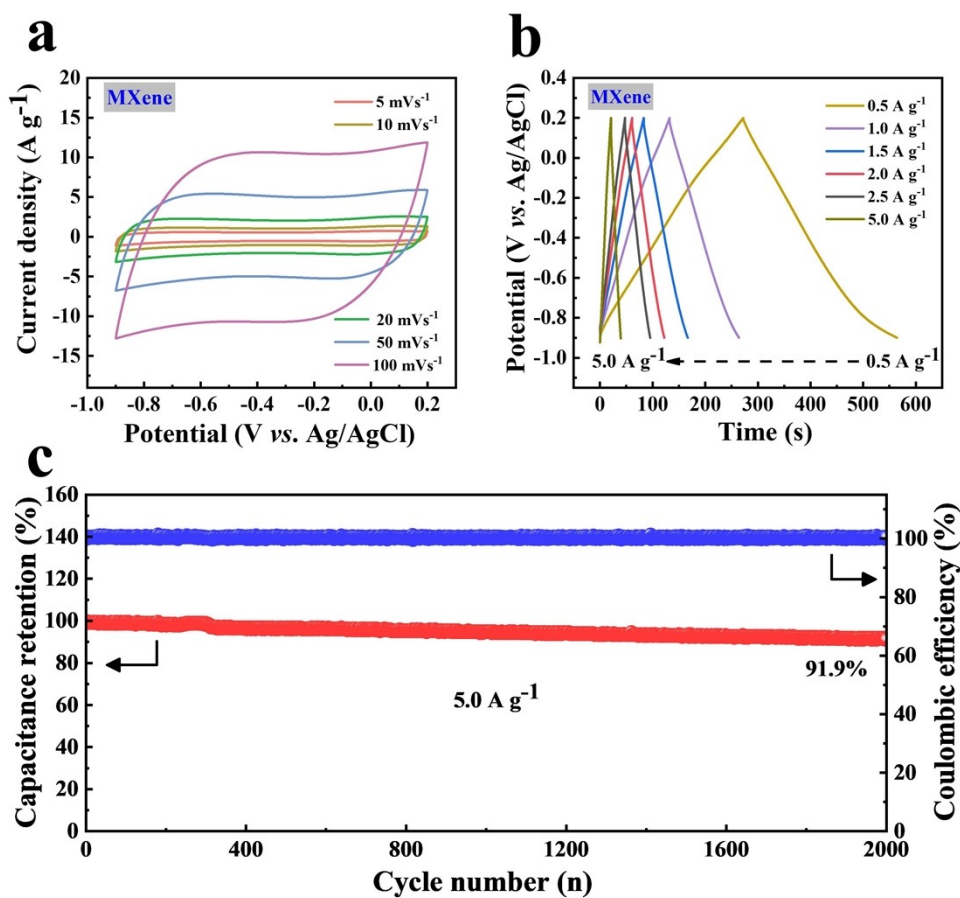 a
MXene
5 mVs⁻¹
10 mVs⁻¹
20 mVs⁻¹
50 mVs⁻¹
100 mVs⁻¹
Current density (A g⁻¹)
20
15
10
5
0
-5
-10
-15
-1.0 -0.8 -0.6 -0.4 -0.2 0.0 0.2
Potential (V vs. Ag/AgCl)
b
MXene
0.5 A g⁻¹
1.0 A g⁻¹
1.5 A g⁻¹
2.0 A g⁻¹
2.5 A g⁻¹
5.0 A g⁻¹
5.0 A g⁻¹
0.5 A g⁻¹
Potential (V vs. Ag/AgCl)
0.4
0.2
0.0
-0.2
-0.4
-0.6
-0.8
-1.0
0 100 200 300 400 500 600
Time (s)
c
Capacitance retention (%)
160
140
120
100
80
60
40
20
0
91.9%
5.0 A g⁻¹
Coulombic efficiency (%)
100
80
60
40
20
0
0 400 800 1200 1600 2000
Cycle number (n)